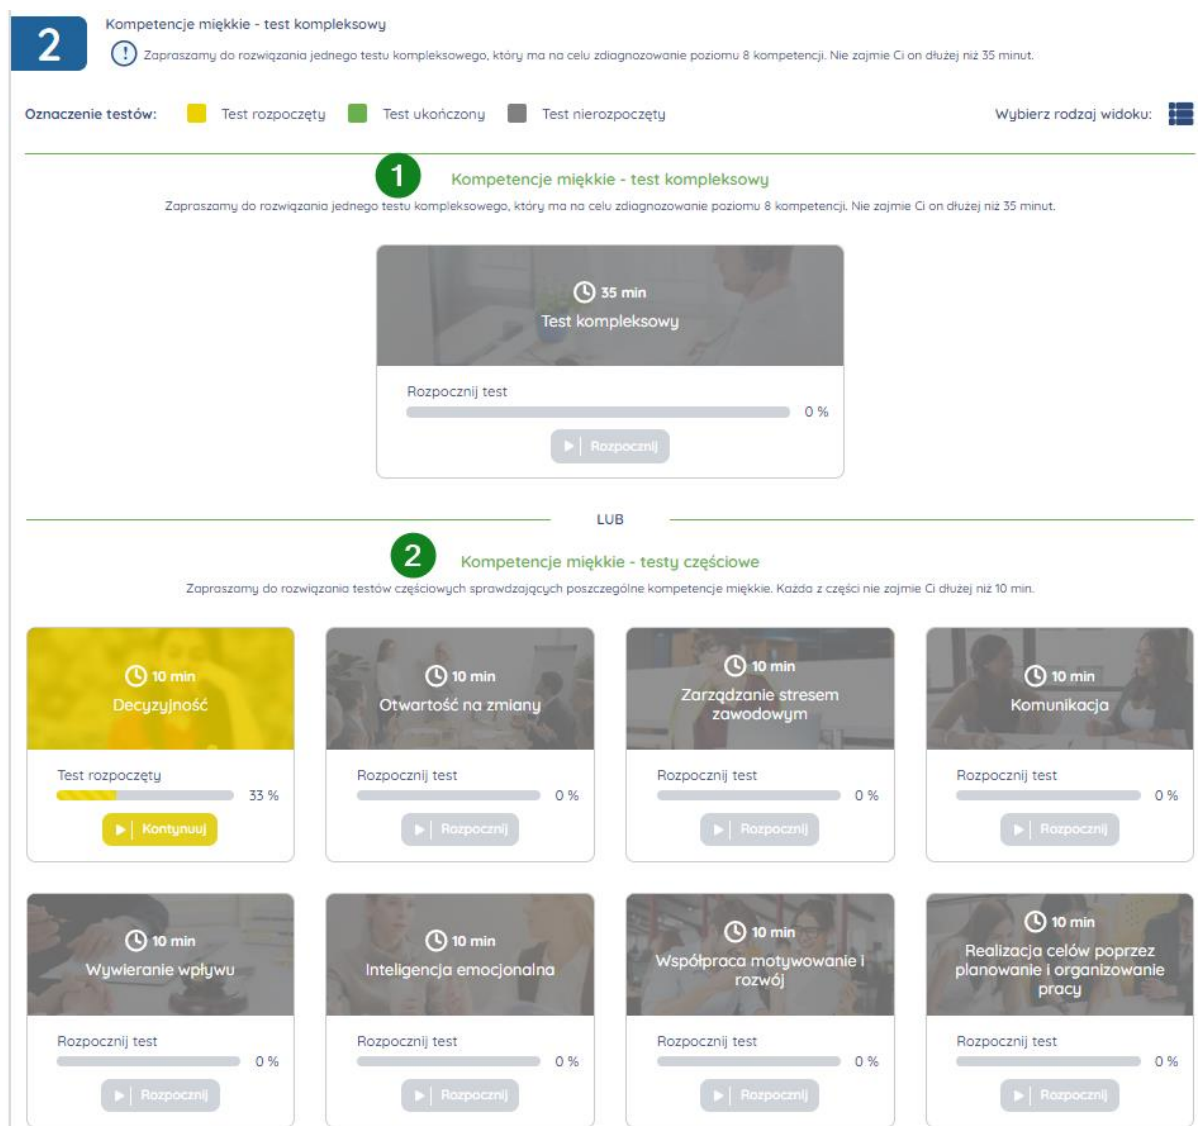 2
Kompetencje miękkie - test kompleksowy
! Zapraszamy do rozwiązania jednego testu kompleksowego, który ma na celu zdiagnozowanie poziomu 8 kompetencji. Nie zajmie Ci on dłużej niż 35 minut.
Oznaczenie testów: Test rozpoczęty Test ukończony Test nierozpoczęty Wybierz rodzaj widoku:
1 Kompetencje miękkie - test kompleksowy
Zapraszamy do rozwiązania jednego testu kompleksowego, który ma na celu zdiagnozowanie poziomu 8 kompetencji. Nie zajmie Ci on dłużej niż 35 minut.
35 min
Test kompleksowy
Rozpocznij test
0 %
Rozpocznij
LUB
2 Kompetencje miękkie - testy częściowe
Zapraszamy do rozwiązania testów częściowych sprawdzających poszczególne kompetencje miękkie. Każda z części nie zajmie Ci dłużej niż 10 min.
10 min
Decyzyjność
Test rozpoczęty
33 %
Kontynuuj
10 min
Otwartość na zmiany
Rozpocznij test
0 %
Rozpocznij
10 min
Zarządzanie stresem
zawodowym
Rozpocznij test
0 %
Rozpocznij
10 min
Komunikacja
Rozpocznij test
0 %
Rozpocznij
10 min
Wywieranie wpływu
Rozpocznij test
0 %
Rozpocznij
10 min
Inteligencja emocjonalna
Rozpocznij test
0 %
Rozpocznij
10 min
Współpraca motywowanie i
rozwój
Rozpocznij test
0 %
Rozpocznij
10 min
Realizacja celów poprzez
planowanie i organizowanie
pracy
Rozpocznij test
0 %
Rozpocznij